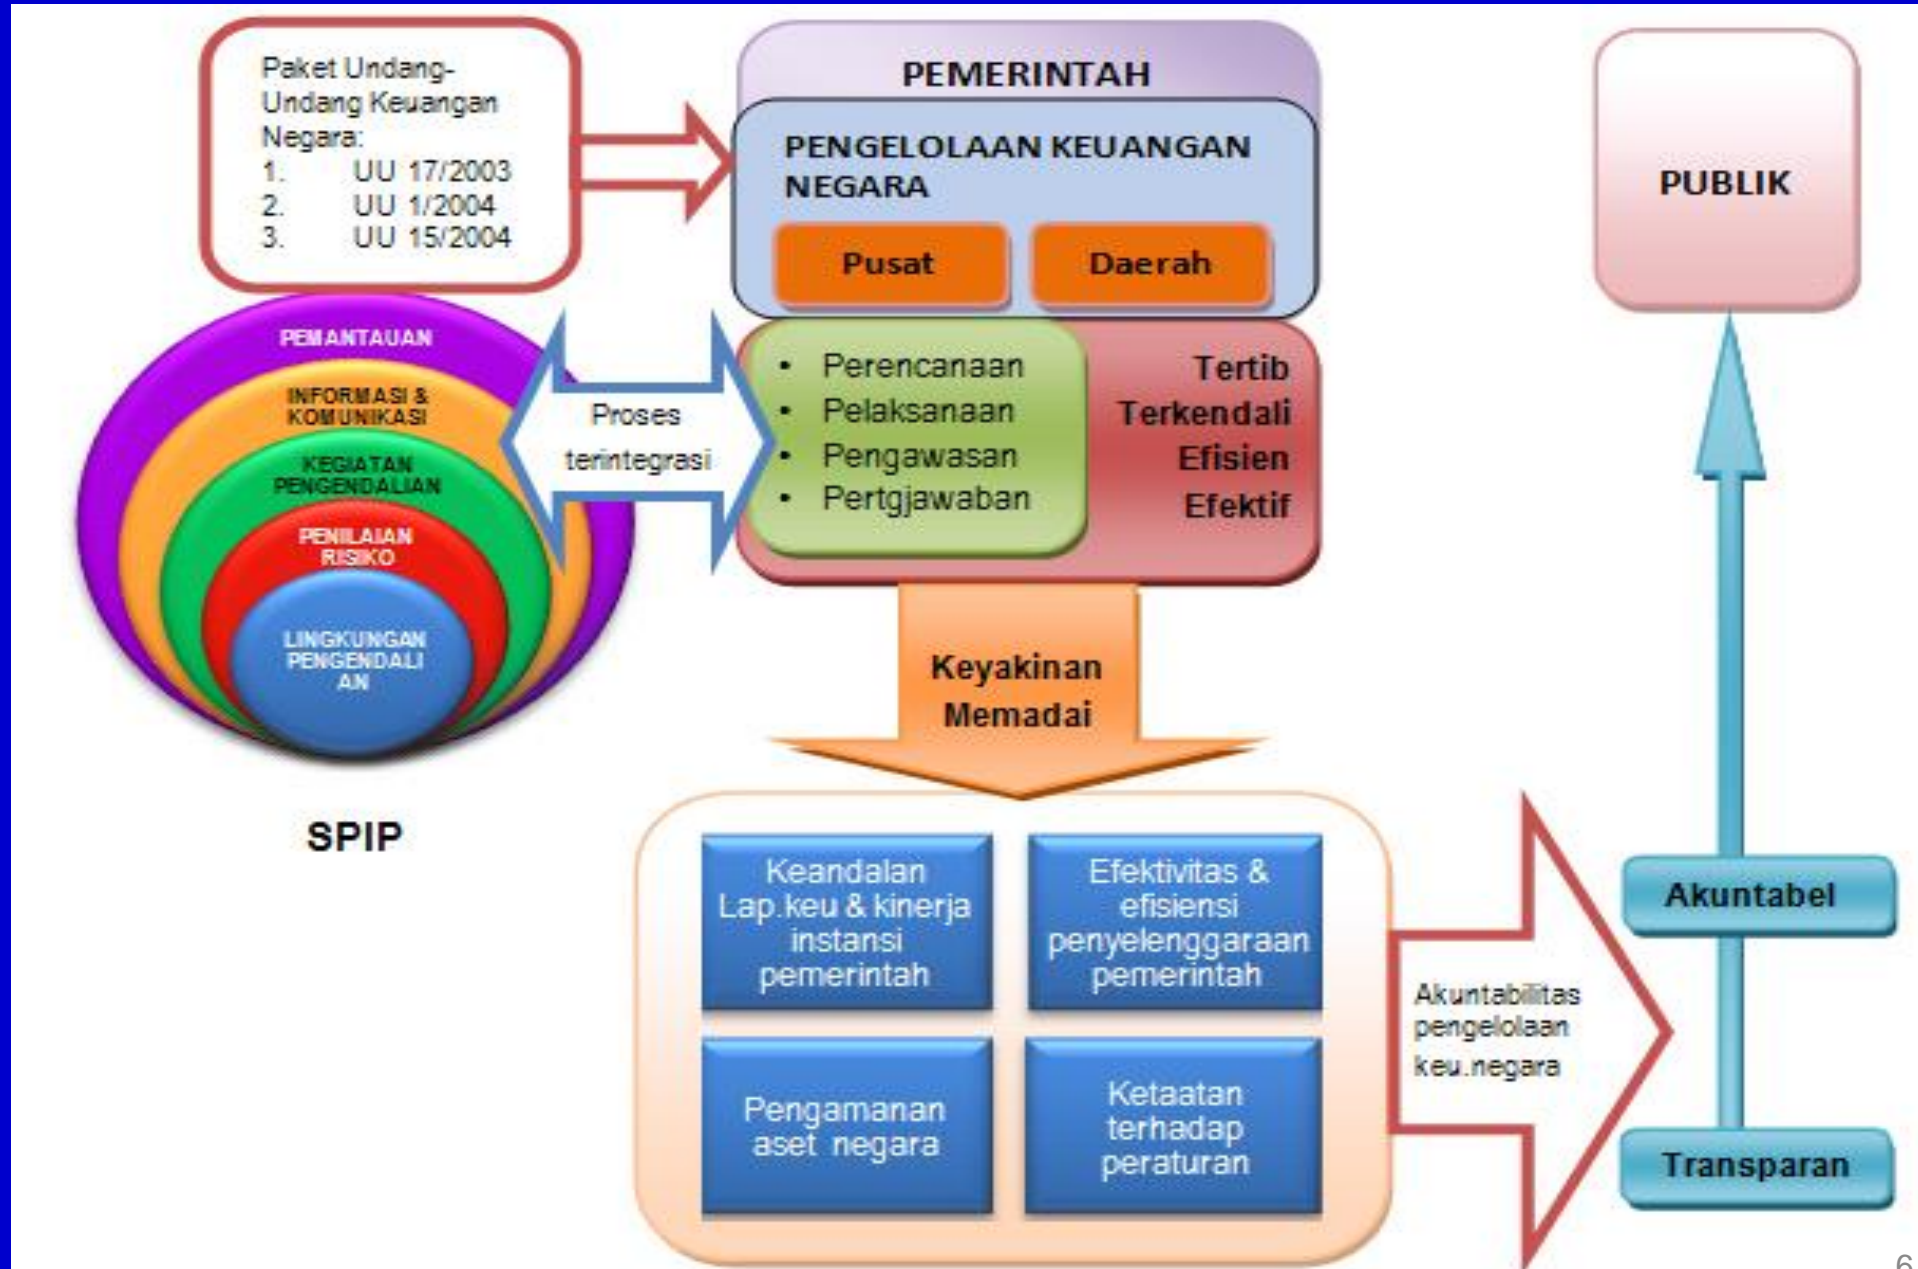 Paket Undang-
Undang Keuangan
Negara:
1. UU 17/2003
2. UU 1/2004
3. UU 15/2004
PEMERINTAH
PENGELOLAAN KEUANGAN
NEGARA
Pusat
Daerah
PUBLIK
PEMANTAUAN
INFORMASI &
KOMUNIKASI
KEGIATAN
PENGENDALIAN
PENILAIAN
RISIKO
LINGKUNGAN
PENGENDALI
AN
SPIP
Proses
terintegrasi
• Perencanaan
• Pelaksanaan
• Pengawasan
• Pertgjawaban
Tertib
Terkendali
Efisien
Efektif
Keyakinan
Memadai
Keandalan
Lap.keu & kinerja
instansi
pemerintah
Efektivitas &
efisiensi
penyelenggaraan
pemerintah
Pengamanan
aset negara
Ketaatan
terhadap
peraturan
Akuntabilitas
pengelolaan
keu.negara
Akuntabel
Transparan
6